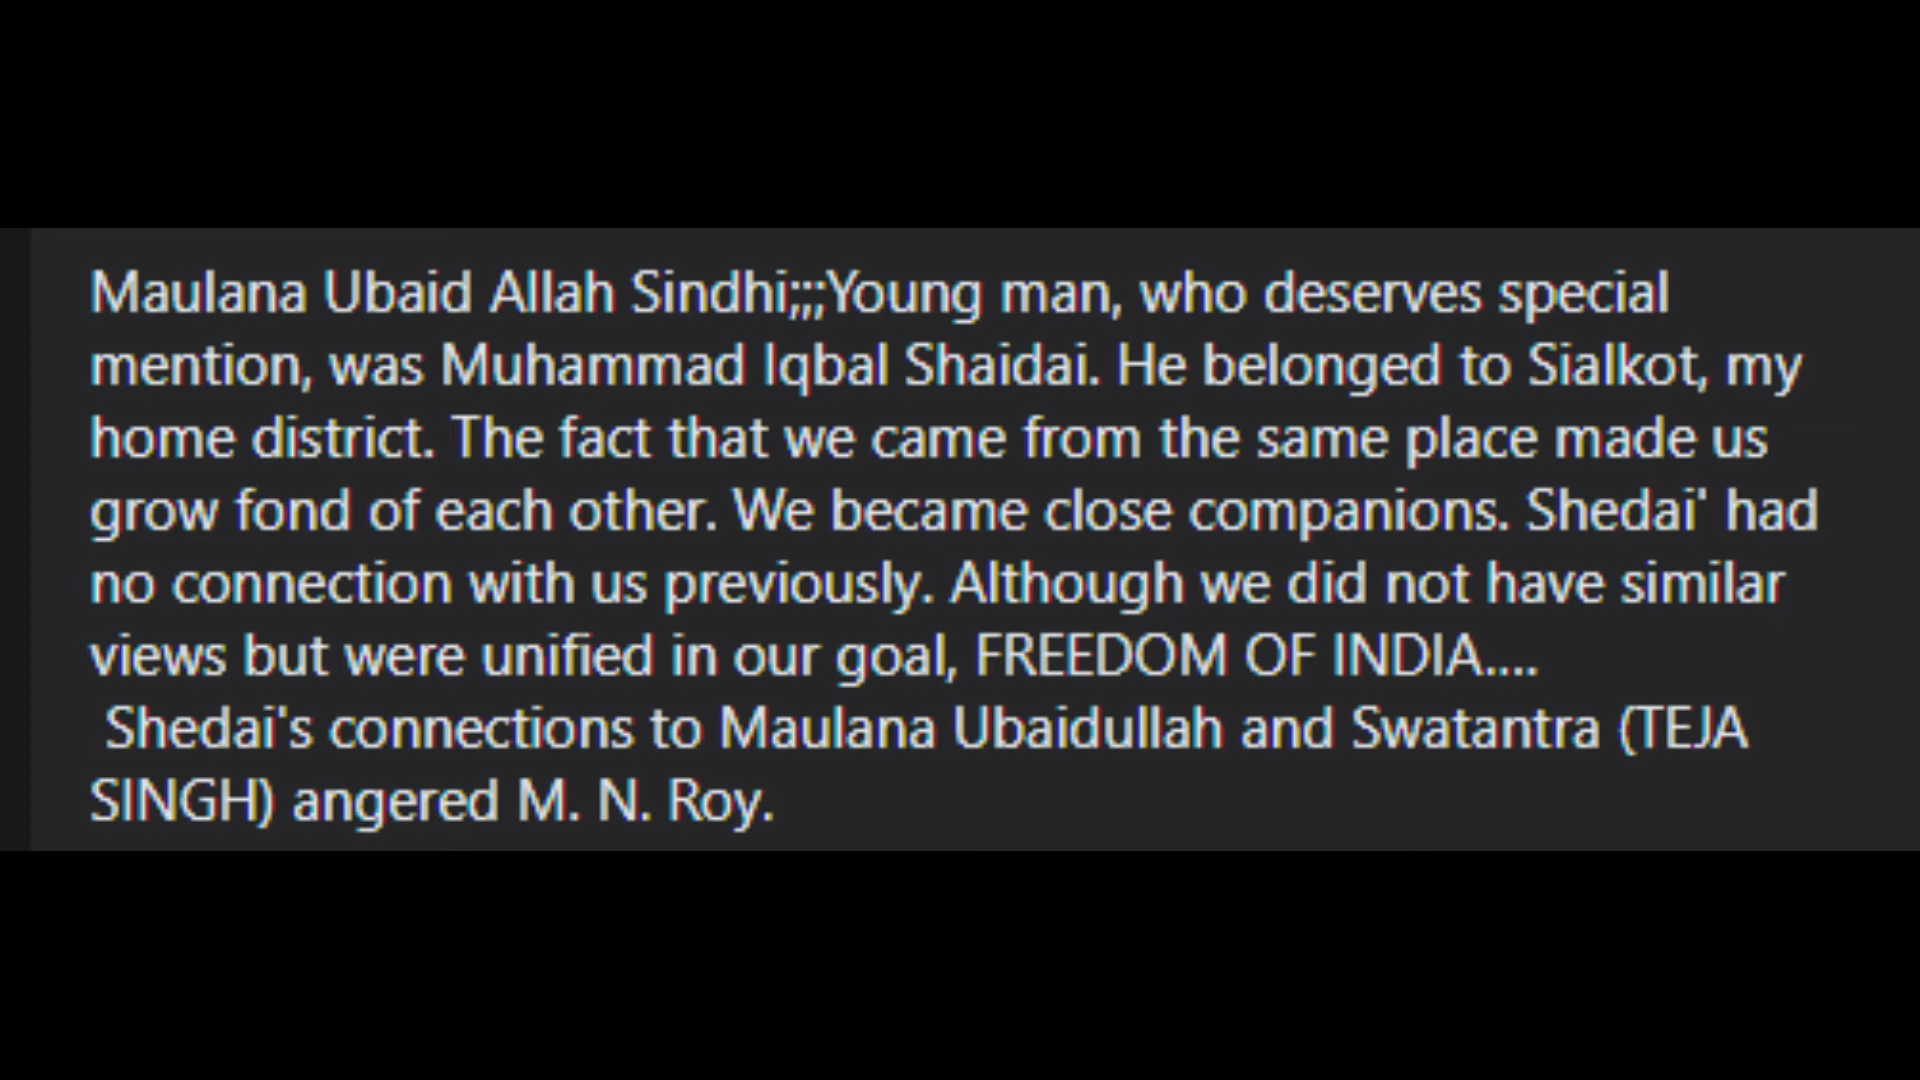 Maulana Ubaid Allah Sindhi;;;Young man, who deserves special
mention, was Muhammad Iqbal Shaidai. He belonged to Sialkot, my
home district. The fact that we came from the same place made us
grow fond of each other. We became close companions. Shedai' had
no connection with us previously. Although we did not have similar
views but were unified in our goal, FREEDOM OF INDIA....
Shedai's connections to Maulana Ubaidullah and Swatantra (TEJA
SINGH) angered M. N. Roy.